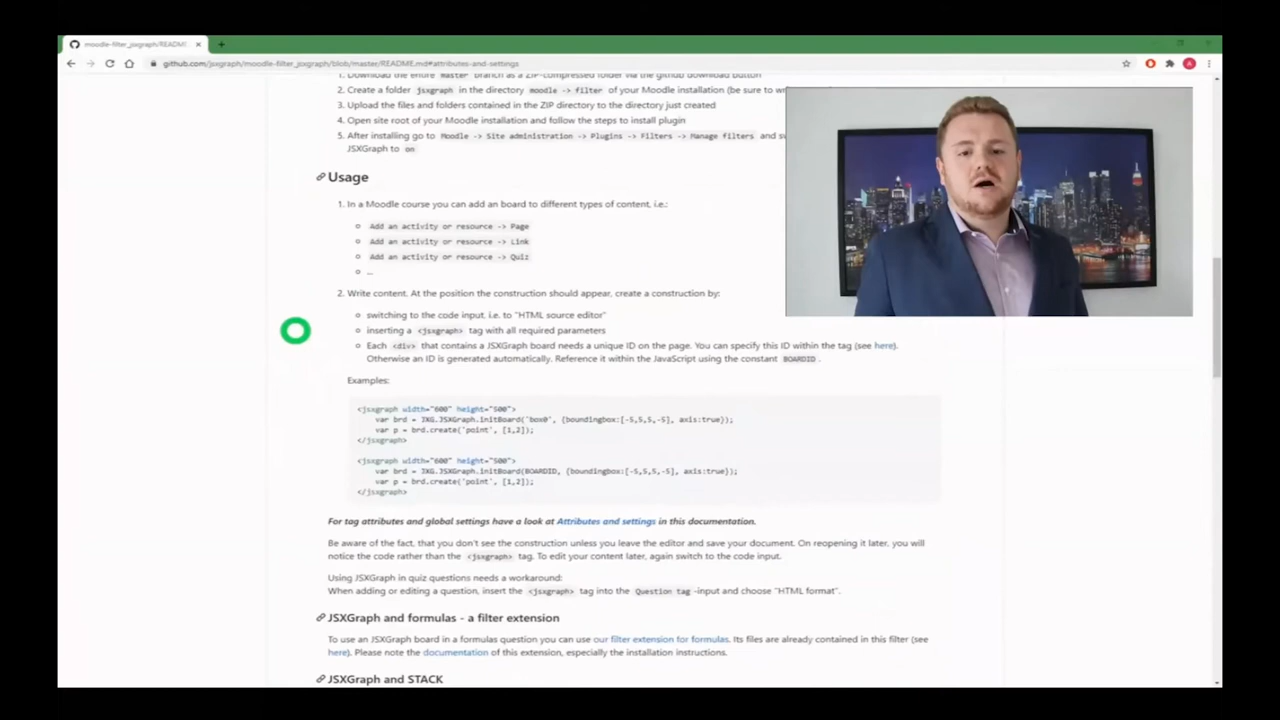 moodle-filter_jsxgraph/README
github.com/jsxgraph/moodle-filter_jsxgraph/blob/master/README.md#attributes-and-settings
1. Download the entire master branch as a ZIP-compressed folder via the github download button
2. Create a folder jsxgraph in the directory moodle -> filter of your Moodle installation (be sure to
3. Upload the files and folders contained in the ZIP directory to the directory just created
4. Open site root of your Moodle installation and follow the steps to install plugin
5. After installing go to Moodle -> Site administration -> Plugins -> Filters -> Manage filters and
JSXGraph to on
Usage
1. In a Moodle course you can add an board to different types of content, i.e.:
Add an activity or resource -> Page
Add an activity or resource -> Link
Add an activity or resource -> Quiz
...
2. Write content. At the position the construction should appear, create a construction by:
switching to the code input, i.e. to "HTML source editor"
inserting a <jsxgraph> tag with all required parameters
Each <div> that contains a JSXGraph board needs a unique ID on the page. You can specify this ID within the tag (see here).
Otherwise an ID is generated automatically. Reference it within the JavaScript using the constant BOARDID .
Examples:
<jsxgraph width="600" height="500">
var brd = JXG.JSXGraph.initBoard('box0', {boundingbox:[-5,5,5,-5], axis:true});
var p = brd.create('point', [1,2]);
</jsxgraph>
<jsxgraph width="600" height="500">
var brd = JXG.JSXGraph.initBoard(BOARDID, {boundingbox:[-5,5,5,-5], axis:true});
var p = brd.create('point', [1,2]);
</jsxgraph>
For tag attributes and global settings have a look at Attributes and settings in this documentation.
Be aware of the fact, that you don't see the construction unless you leave the editor and save your document. On reopening it later, you will
notice the code rather than the <jsxgraph> tag. To edit your content later, again switch to the code input.
Using JSXGraph in quiz questions needs a workaround:
When adding or editing a question, insert the <jsxgraph> tag into the Question tag -input and choose "HTML format".
JSXGraph and formulas - a filter extension
To use an JSXGraph board in a formulas question you can use our filter extension for formulas. Its files are already contained in this filter (see
here). Please note the documentation of this extension, especially the installation instructions.
JSXGraph and STACK